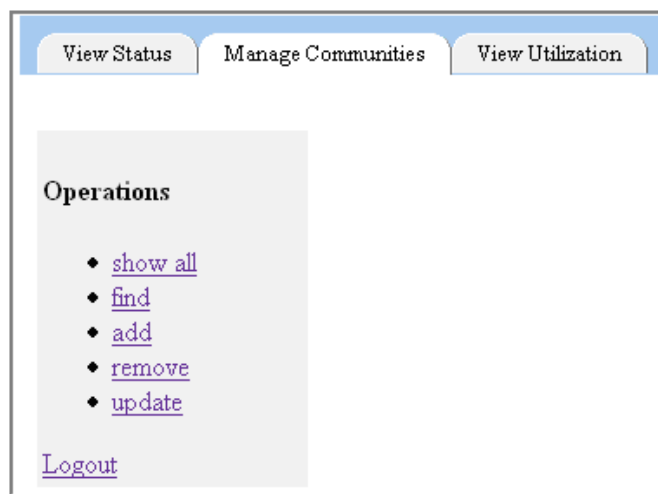 View Status Manage Communities View Utilization
Operations
show all
find
add
remove
update
Logout